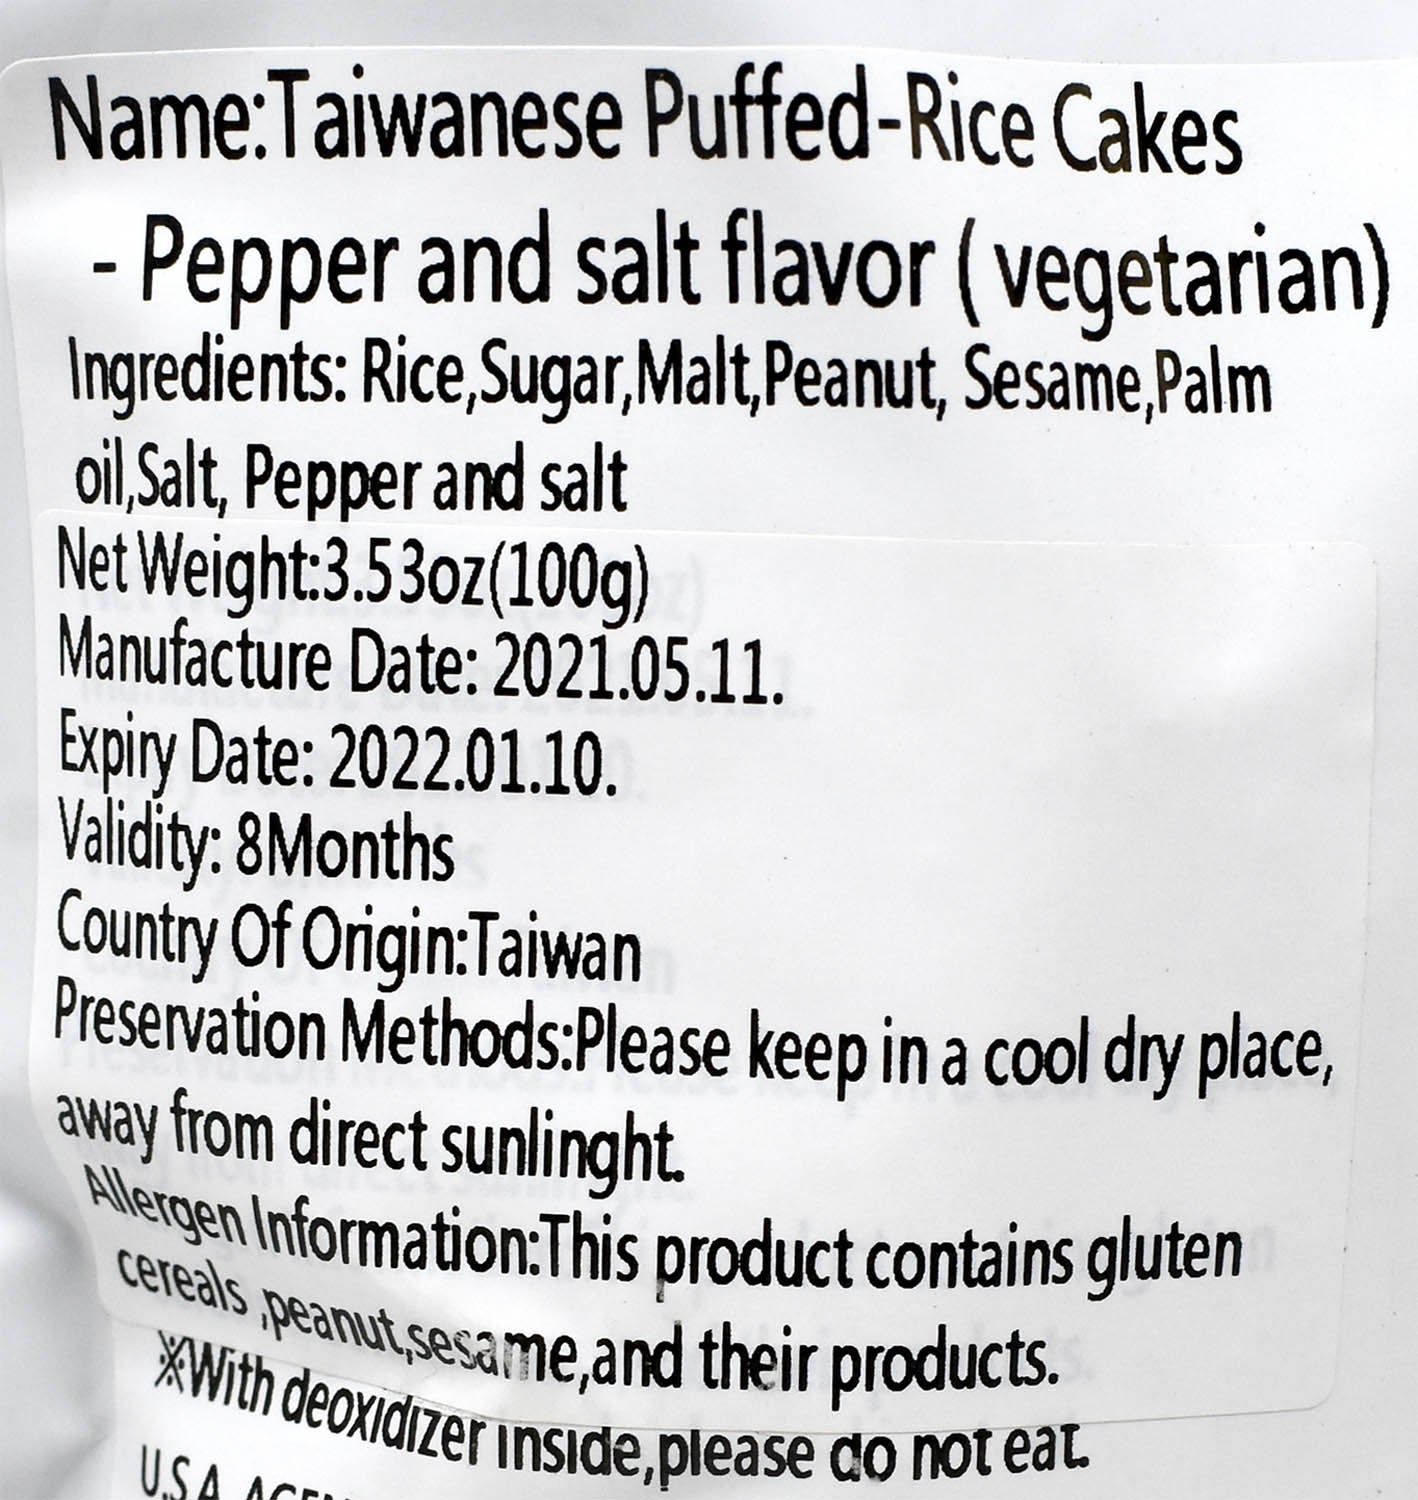 Name:Taiwanese Puffed-Rice Cakes
- Pepper and salt flavor ( vegetarian)
Ingredients: Rice,Sugar,Malt,Peanut, Sesame,Palm
oil,Salt, Pepper and salt
Net Weight:3.53oz(100g)
Manufacture Date: 2021.05.11.
Expiry Date: 2022.01.10.
Validity: 8Months
Country Of Origin:Taiwan
Preservation Methods:Please keep in a cool dry place,
away from direct sunlinght.
Allergen Information:This product contains gluten
cereals ,peanut,sesame,and their products.
※With deoxidizer inside,please do not eat.
U.S.A.